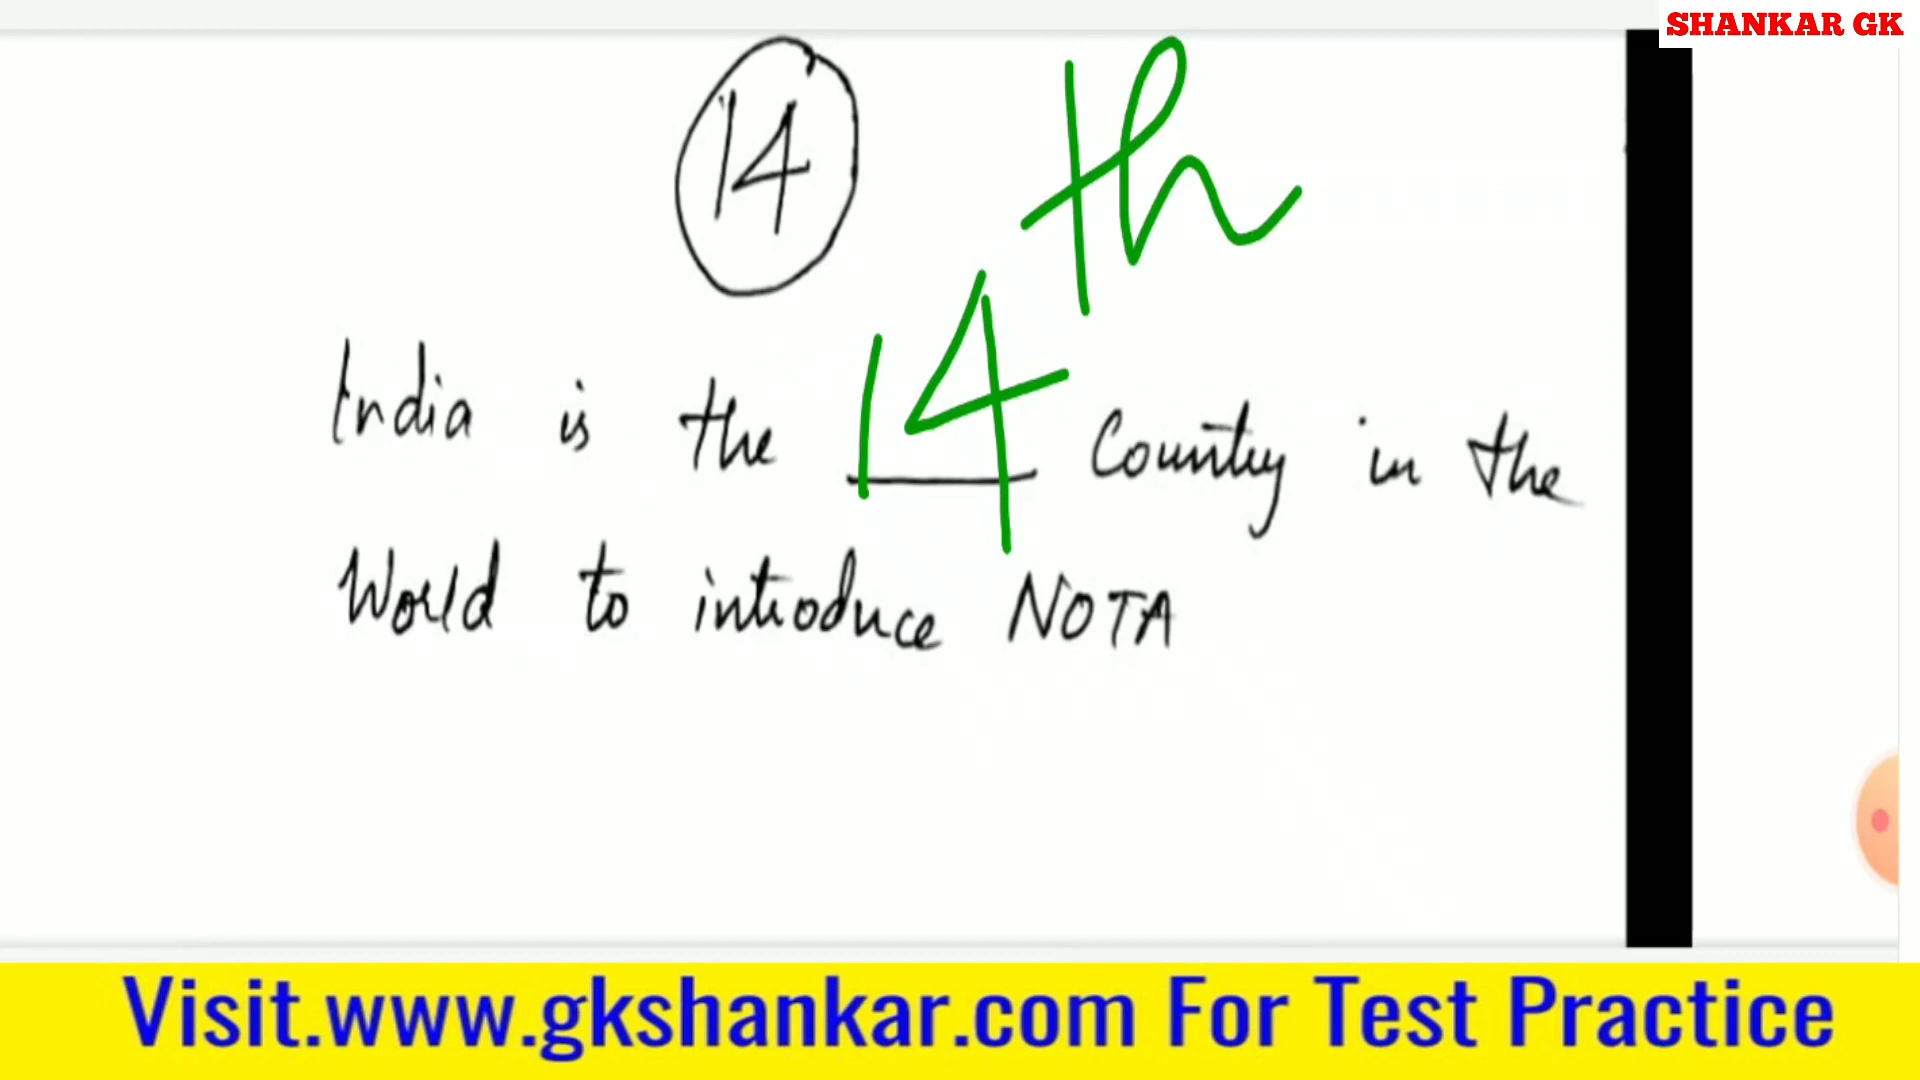 SHANKAR GK
14
th
India is the 14 Country in the
World to introduce NOTA
Visit.www.gkshankar.com For Test Practice